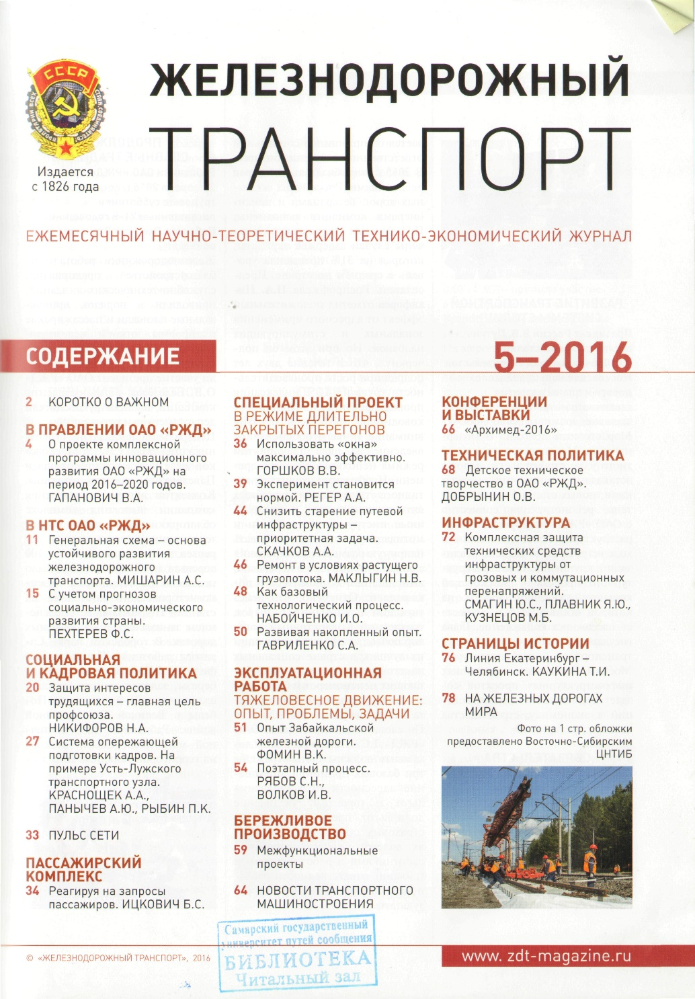 ЖЕЛЕЗНОДОРОЖНЫЙ
ТРАНСПОРТ
СССР
Издается
с 1826 года
ЕЖЕМЕСЯЧНЫЙ НАУЧНО-ТЕОРЕТИЧЕСКИЙ ТЕХНИКО-ЭКОНОМИЧЕСКИЙ ЖУРНАЛ
СОДЕРЖАНИЕ
5–2016
2 КОРОТКО О ВАЖНОМ
В ПРАВЛЕНИИ ОАО «РЖД»
4 О проекте комплексной
программы инновационного
развития ОАО «РЖД» на
период 2016–2020 годов.
ГАПАНОВИЧ В.А.
В НТС ОАО «РЖД»
11 Генеральная схема – основа
устойчивого развития
железнодорожного
транспорта. МИШАРИН А.С.
15 С учетом прогнозов
социально-экономического
развития страны.
ПЕХТЕРЕВ Ф.С.
СОЦИАЛЬНАЯ
И КАДРОВАЯ ПОЛИТИКА
20 Защита интересов
трудящихся – главная цель
профсоюза.
НИКИФОРОВ Н.А.
27 Система опережающей
подготовки кадров. На
примере Усть-Лужского
транспортного узла.
КРАСНОЩЕК А.А.,
ПАНЫЧЕВ А.Ю., РЫБИН П.К.
33 ПУЛЬС СЕТИ
ПАССАЖИРСКИЙ
КОМПЛЕКС
34 Реагируя на запросы
пассажиров. ИЦКОВИЧ Б.С.
СПЕЦИАЛЬНЫЙ ПРОЕКТ
В РЕЖИМЕ ДЛИТЕЛЬНО
ЗАКРЫТЫХ ПЕРЕГОНОВ
36 Использовать «окна»
максимально эффективно.
ГОРШКОВ В.В.
39 Эксперимент становится
нормой. РЕГЕР А.А.
44 Снизить старение путевой
инфраструктуры –
приоритетная задача.
СКАЧКОВ А.А.
46 Ремонт в условиях растущего
грузопотока. МАКЛЫГИН Н.В.
48 Как базовый
технологический процесс.
НАБОЙЧЕНКО И.О.
50 Развивая накопленный опыт.
ГАВРИЛЕНКО С.А.
ЭКСПЛУАТАЦИОННАЯ
РАБОТА
ТЯЖЕЛОВЕСНОЕ ДВИЖЕНИЕ:
ОПЫТ, ПРОБЛЕМЫ, ЗАДАЧИ
51 Опыт Забайкальской
железной дороги.
ФОМИН В.К.
54 Поэтапный процесс.
РЯБОВ С.Н.,
ВОЛКОВ И.В.
БЕРЕЖЛИВОЕ
ПРОИЗВОДСТВО
59 Межфункциональные
проекты
64 НОВОСТИ ТРАНСПОРТНОГО
МАШИНОСТРОЕНИЯ
КОНФЕРЕНЦИИ
И ВЫСТАВКИ
66 «Архимед-2016»
ТЕХНИЧЕСКАЯ ПОЛИТИКА
68 Детское техническое
творчество в ОАО «РЖД».
ДОБРЫНИН О.В.
ИНФРАСТРУКТУРА
72 Комплексная защита
технических средств
инфраструктуры от
грозовых и коммутационных
перенапряжений.
СМАГИН Ю.С., ПЛАВНИК Я.Ю.,
КУЗНЕЦОВ М.Б.
СТРАНИЦЫ ИСТОРИИ
76 Линия Екатеринбург –
Челябинск. КАУКИНА Т.И.
78 НА ЖЕЛЕЗНЫХ ДОРОГАХ
МИРА
Фото на 1 стр. обложки
предоставлено Восточно-Сибирским
ЦНТИБ
Самарский государственный
университет путей сообщения
БИБЛИОТЕКА
Читальный зал
© «ЖЕЛЕЗНОДОРОЖНЫЙ ТРАНСПОРТ», 2016
www. zdt-magazine.ru